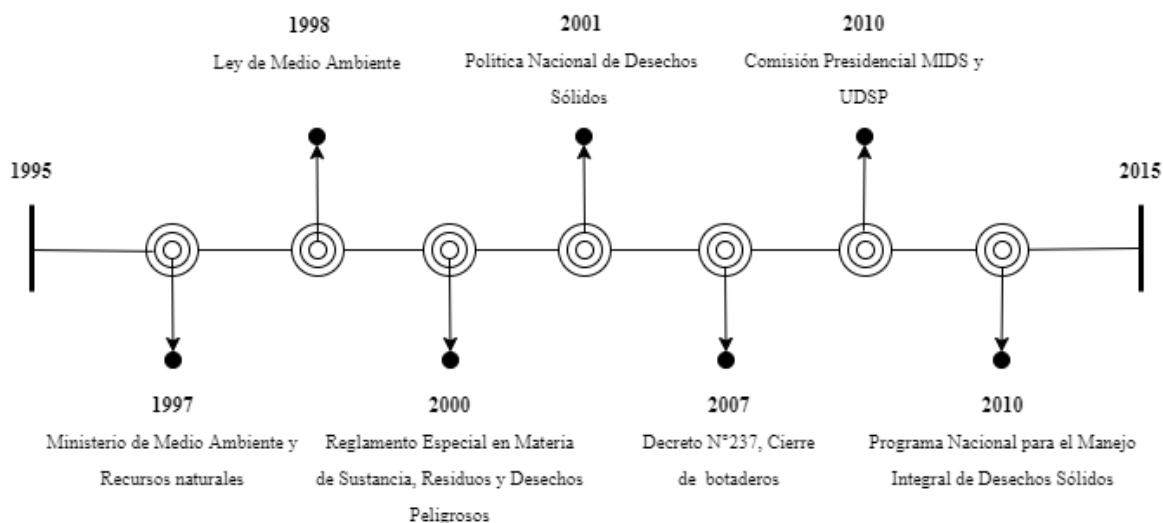 1998
Ley de Medio Ambiente
2001
Política Nacional de Desechos
Sólidos
2010
Comisión Presidencial MIDS y
UDSP
1995
2015
1997
Ministerio de Medio Ambiente y
Recursos naturales
2000
Reglamento Especial en Materia
de Sustancia, Residuos y Desechos
Peligrosos
2007
Decreto N°237, Cierre
de botaderos
2010
Programa Nacional para el Manejo
Integral de Desechos Sólidos